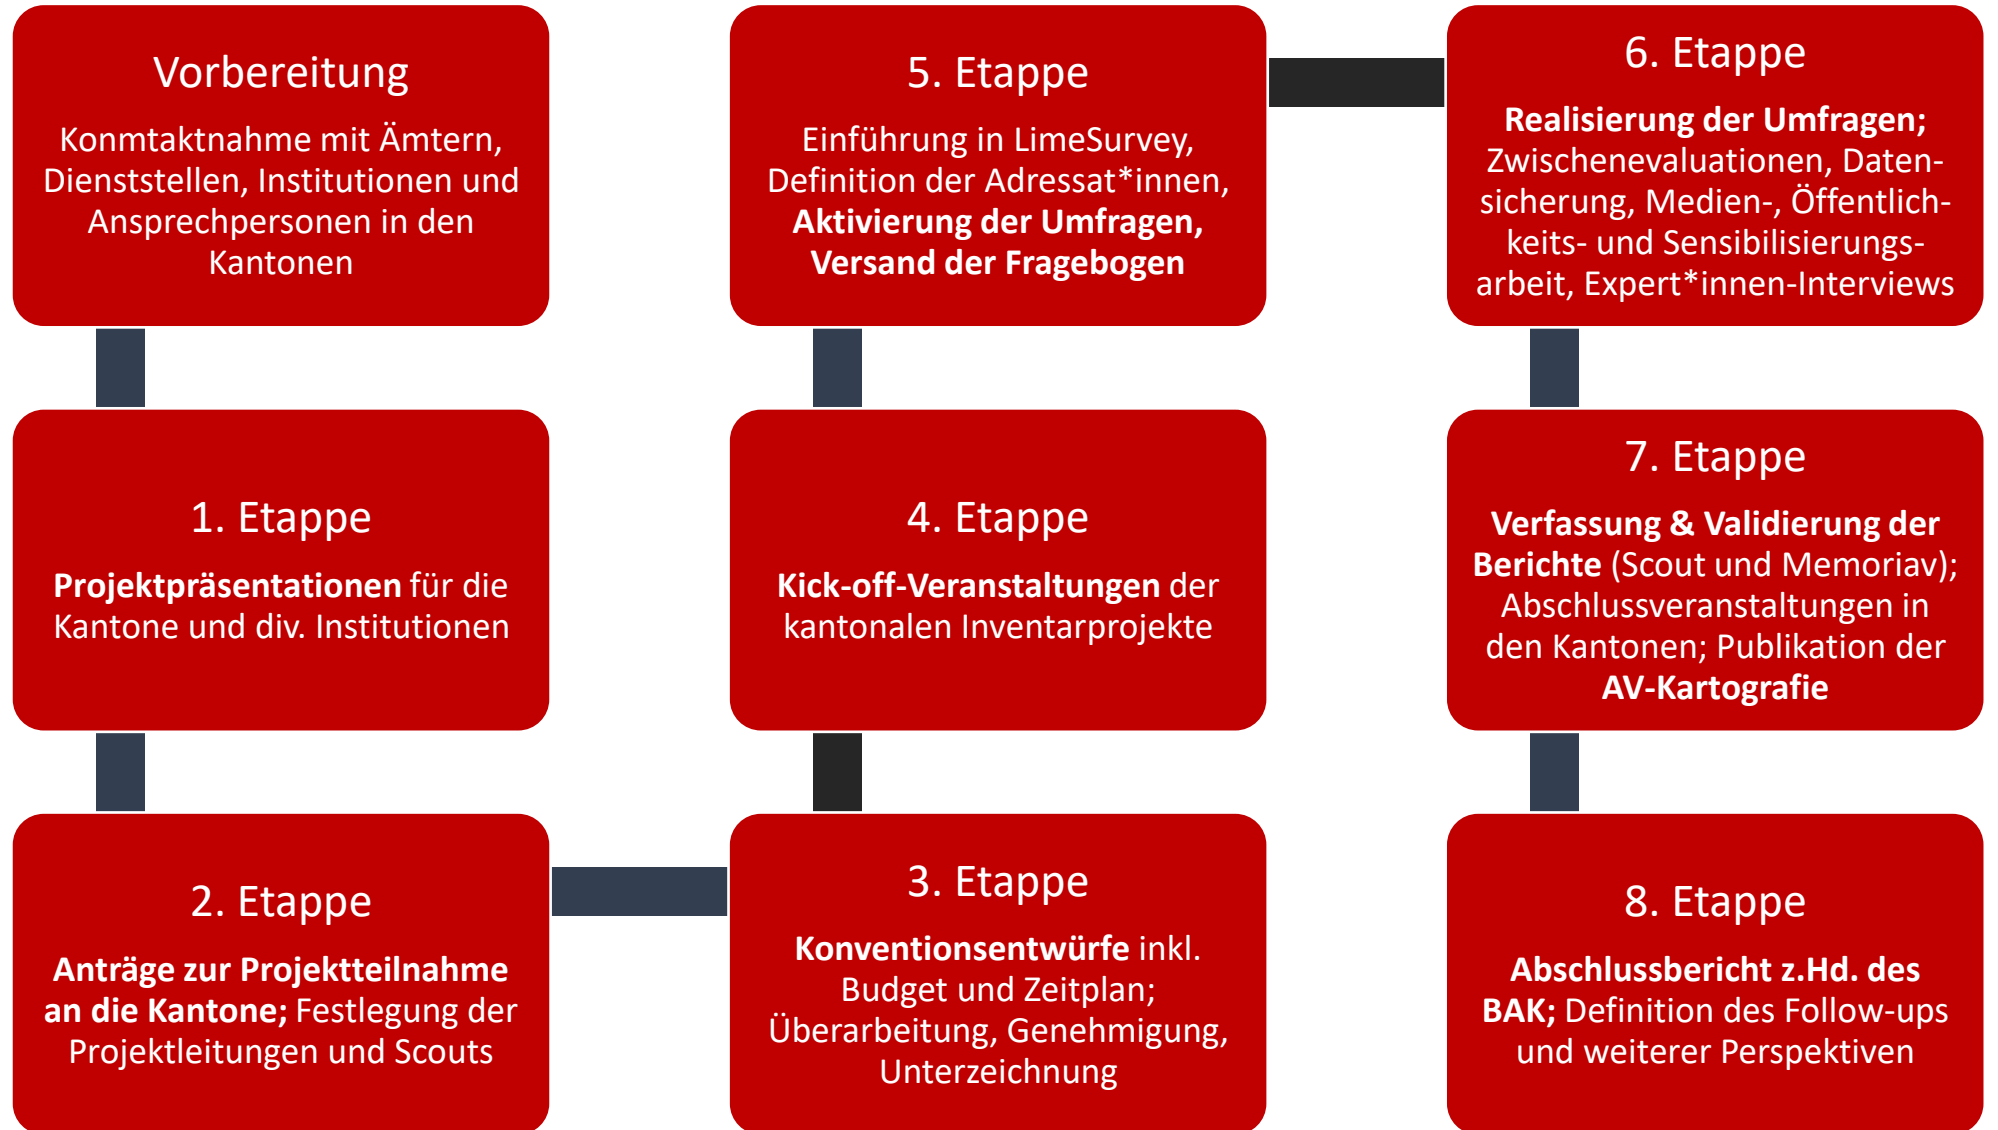 Vorbereitung
Konmtaktnahme mit Ämtern,
Dienststellen, Institutionen und
Ansprechpersonen in den
Kantonen
1. Etappe
Projektpräsentationen für die
Kantone und div. Institutionen
2. Etappe
Anträge zur Projektteilnahme
an die Kantone; Festlegung der
Projektleitungen und Scouts
3. Etappe
Konventionsentwürfe inkl.
Budget und Zeitplan;
Überarbeitung, Genehmigung,
Unterzeichnung
4. Etappe
Kick-off-Veranstaltungen der
kantonalen Inventarprojekte
5. Etappe
Einführung in LimeSurvey,
Definition der Adressat*innen,
Aktivierung der Umfragen,
Versand der Fragebogen
6. Etappe
Realisierung der Umfragen;
Zwischenevaluationen, Daten-
sicherung, Medien-, Öffentlich-
keits- und Sensibilisierungs-
arbeit, Expert*innen-Interviews
7. Etappe
Verfassung & Validierung der
Berichte (Scout und Memoriav);
Abschlussveranstaltungen in
den Kantonen; Publikation der
AV-Kartografie
8. Etappe
Abschlussbericht z.Hd. des
BAK; Definition des Follow-ups
und weiterer Perspektiven